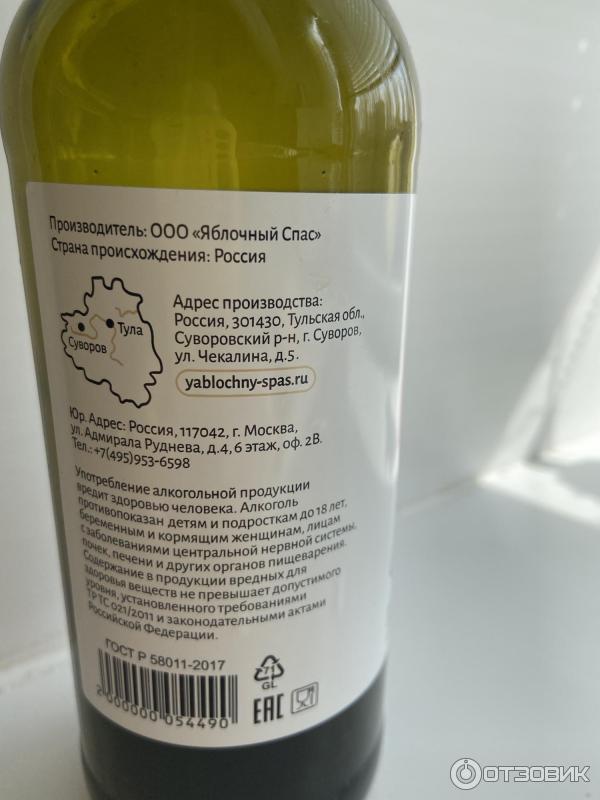 Производитель: ООО «Яблочный Спас»
Страна происхождения: Россия
Тула
Суворов
Адрес производства:
Россия, 301430, Тульская обл.,
Суворовский р-н, г. Суворов,
ул. Чекалина, д.5.
yablochny-spas.ru
Юр. Адрес: Россия, 117042, г. Москва,
ул. Адмирала Руднева, д.4, 6 этаж, оф. 2В.
Тел.: +7(495)953-6598
Употребление алкогольной продукции
вредит здоровью человека. Алкоголь
противопоказан детям и подросткам до 18 лет,
беременным и кормящим женщинам, лицам
с заболеваниями центральной нервной системы,
почек, печени и других органов пищеварения.
Содержание в продукции вредных для
здоровья веществ не превышает допустимого
уровня, установленного требованиями
ТР ТС 021/2011 и законодательными актами
Российской Федерации.
ГОСТ Р 58011-2017
2 000000 054490
71
GL
EAC
ОТЗОВИК